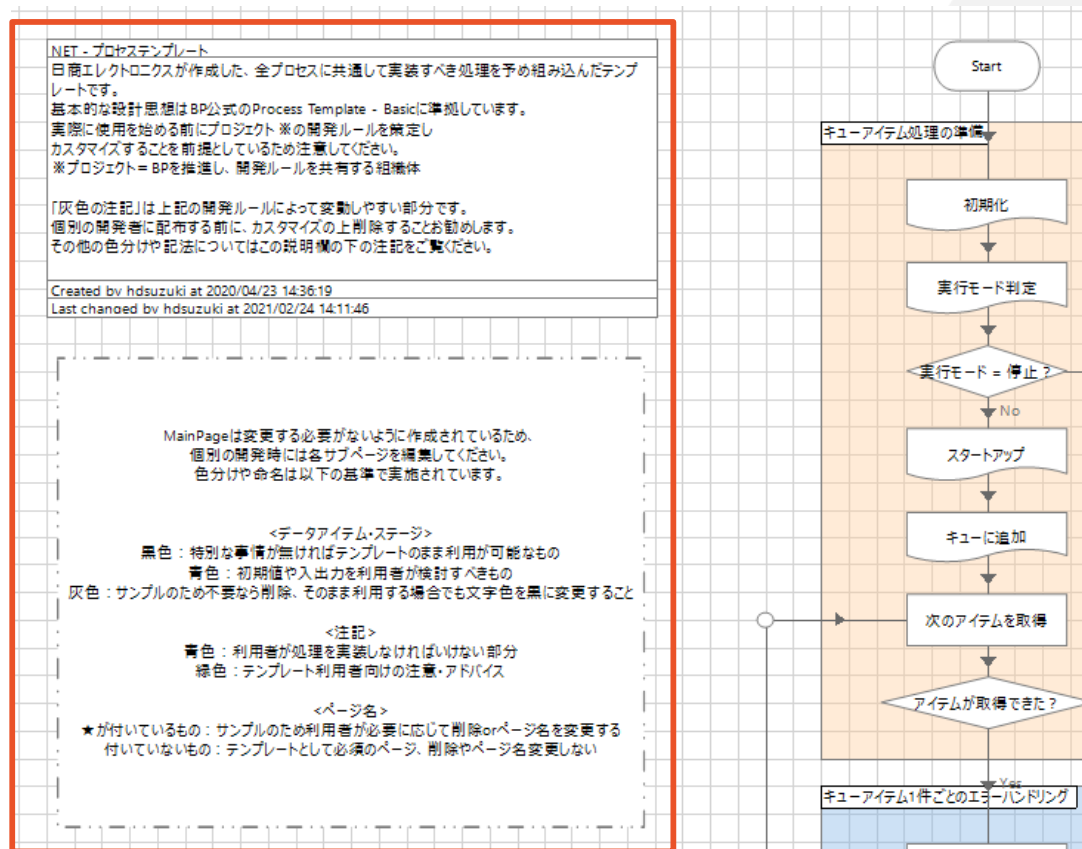 NET - プロセステンプレート
日商エレクトロニクスが作成した、全プロセスに共通して実装すべき処理を予め組み込んだテンプ
レートです。
基本的な設計思想はBP公式のProcess Template - Basicに準拠しています。
実際に使用を始める前にプロジェクト ※の開発ルールを策定し
カスタマイズすることを前提としているため注意してください。
※プロジェクト＝BPを推進し、開発ルールを共有する組織体
「灰色の注記」は上記の開発ルールによって変動しやすい部分です。
個別の開発者に配布する前に、カスタマイズの上削除することお勧めします。
その他の色分けや記法についてはこの説明欄の下の注記をご覧ください。
Created by hdsuzuki at 2020/04/23 14:36:19
Last changed by hdsuzuki at 2021/02/24 14:11:46
MainPageは変更する必要がないように作成されているため、
個別の開発時には各サブページを編集してください。
色分けや命名は以下の基準で実施されています。
<データアイテム・ステージ>
黒色：特別な事情が無ければテンプレートのまま利用が可能なもの
青色：初期値や入出力を利用者が検討すべきもの
灰色：サンプルのため不要なら削除、そのまま利用する場合でも文字色を黒に変更すること
<注記>
青色：利用者が処理を実装しなければいけない部分
緑色：テンプレート利用者向けの注意・アドバイス
<ページ名>
★が付いているもの：サンプルのため利用者が必要に応じて削除orページ名を変更する
付いていないもの：テンプレートとして必須のページ、削除やページ名変更しない
Start
キューアイテム処理の準備
初期化
実行モード判定
実行モード = 停止？
No
スタートアップ
キューに追加
次のアイテムを取得
アイテムが取得できた？
Yes
キューアイテム1件ごとのエラーハンドリング